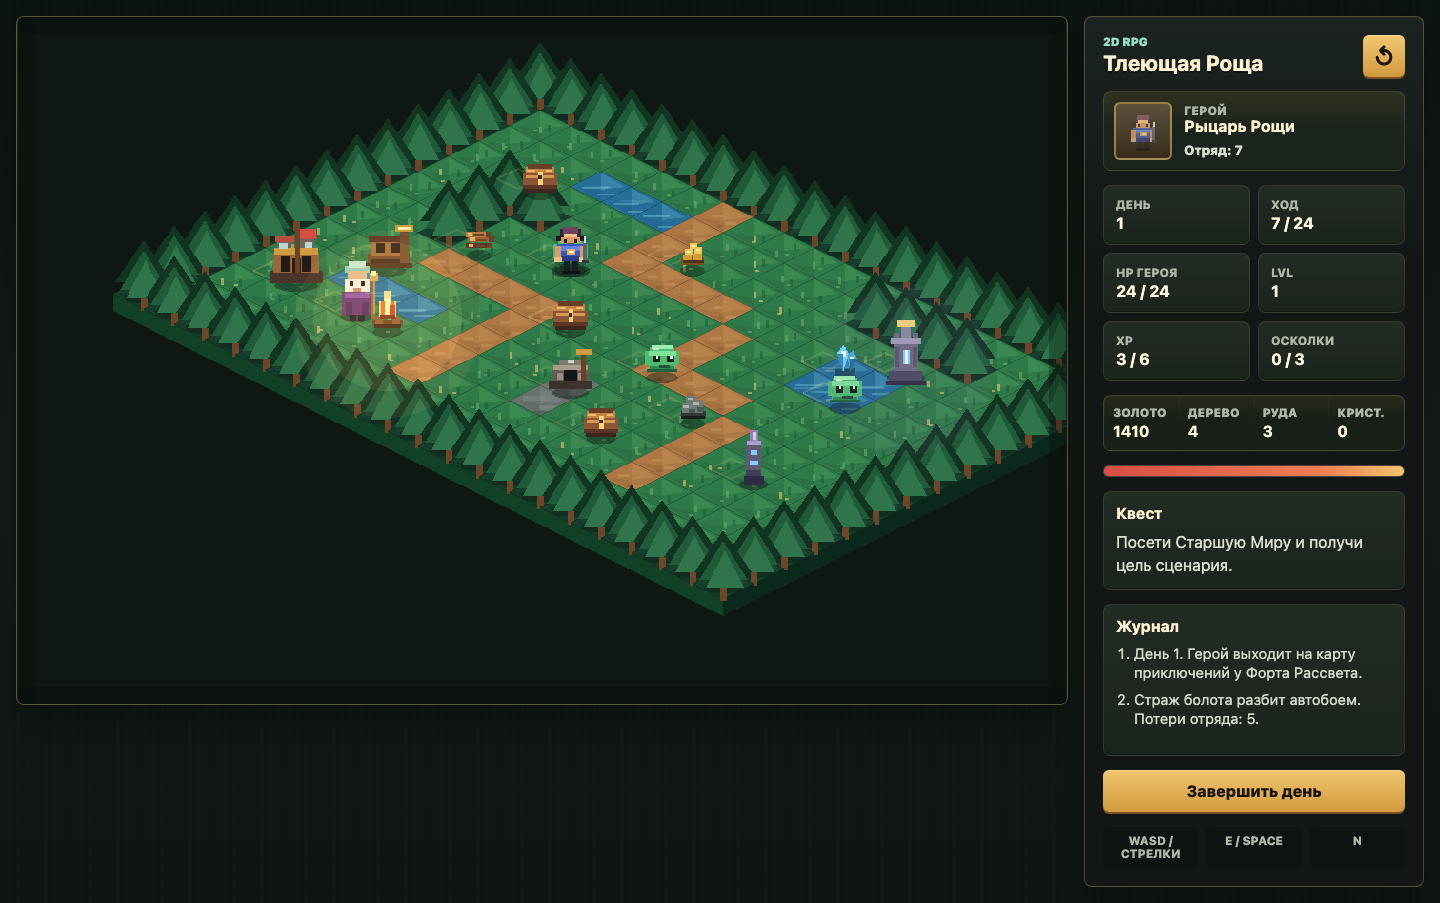 2D RPG
Тлеющая Роща
ГЕРОЙ
Рыцарь Рощи
Отряд: 7
ДЕНЬ
1
ХОД
7 / 24
HP ГЕРОЯ
24 / 24
LVL
1
XP
3 / 6
ОСКОЛКИ
0 / 3
ЗОЛОТО
1410
ДЕРЕВО
4
РУДА
3
КРИСТ.
0
Квест
Посети Старшую Миру и получи
цель сценария.
Журнал
1. День 1. Герой выходит на карту
приключений у Форта Рассвета.
2. Страж болота разбит автобоем.
Потери отряда: 5.
Завершить день
WASD /
СТРЕЛКИ
E / SPACE
N